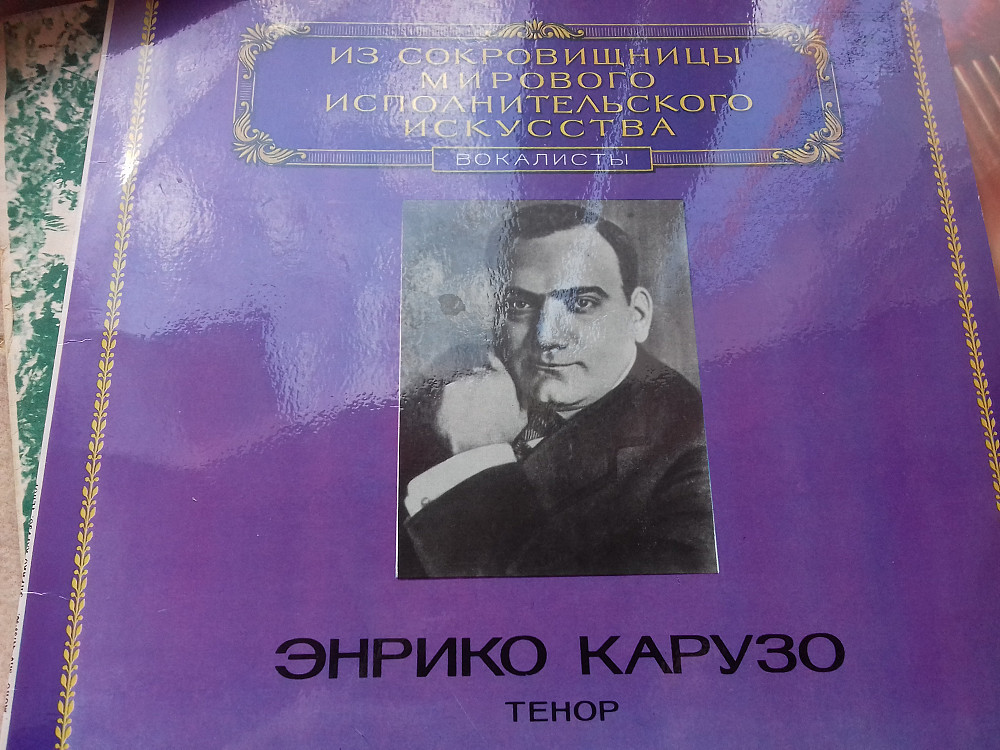 ИЗ СОКРОВИЩНИЦЫ
МИРОВОГО
ИСПОЛНИТЕЛЬСКОГО
ИСКУССТВА
ВОКАЛИСТЫ
ЭНРИКО КАРУЗО
ТЕНОР